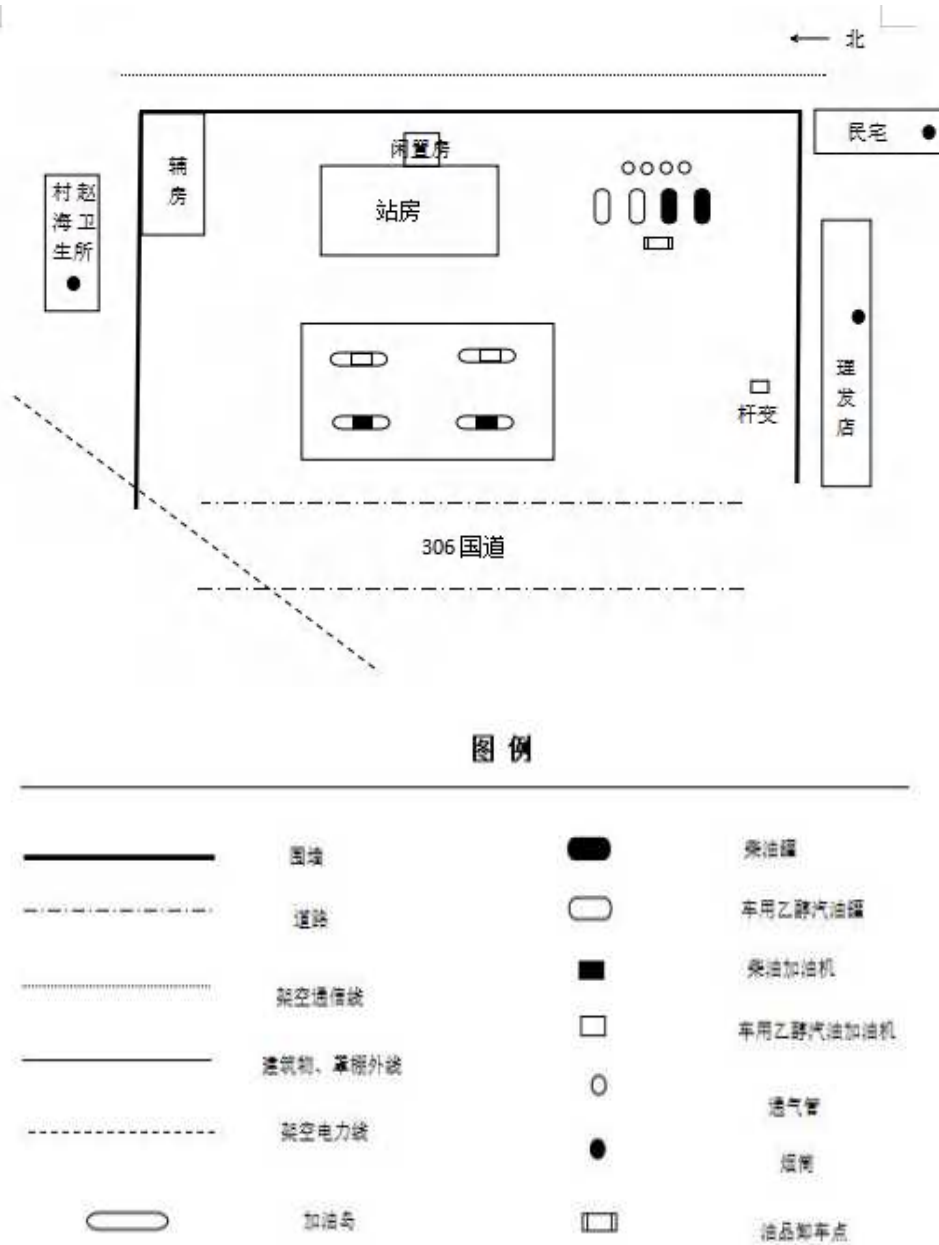 北
民宅
辅房
闲置房
站房
赵海卫生所村
理发店
杆变
306国道
图例
围墙
柴油罐
道路
车用乙醇汽油罐
架空通信线
柴油加油机
建筑物、罩棚外线
车用乙醇汽油加油机
架空电力线
通气管
烟筒
加油岛
油品卸车点